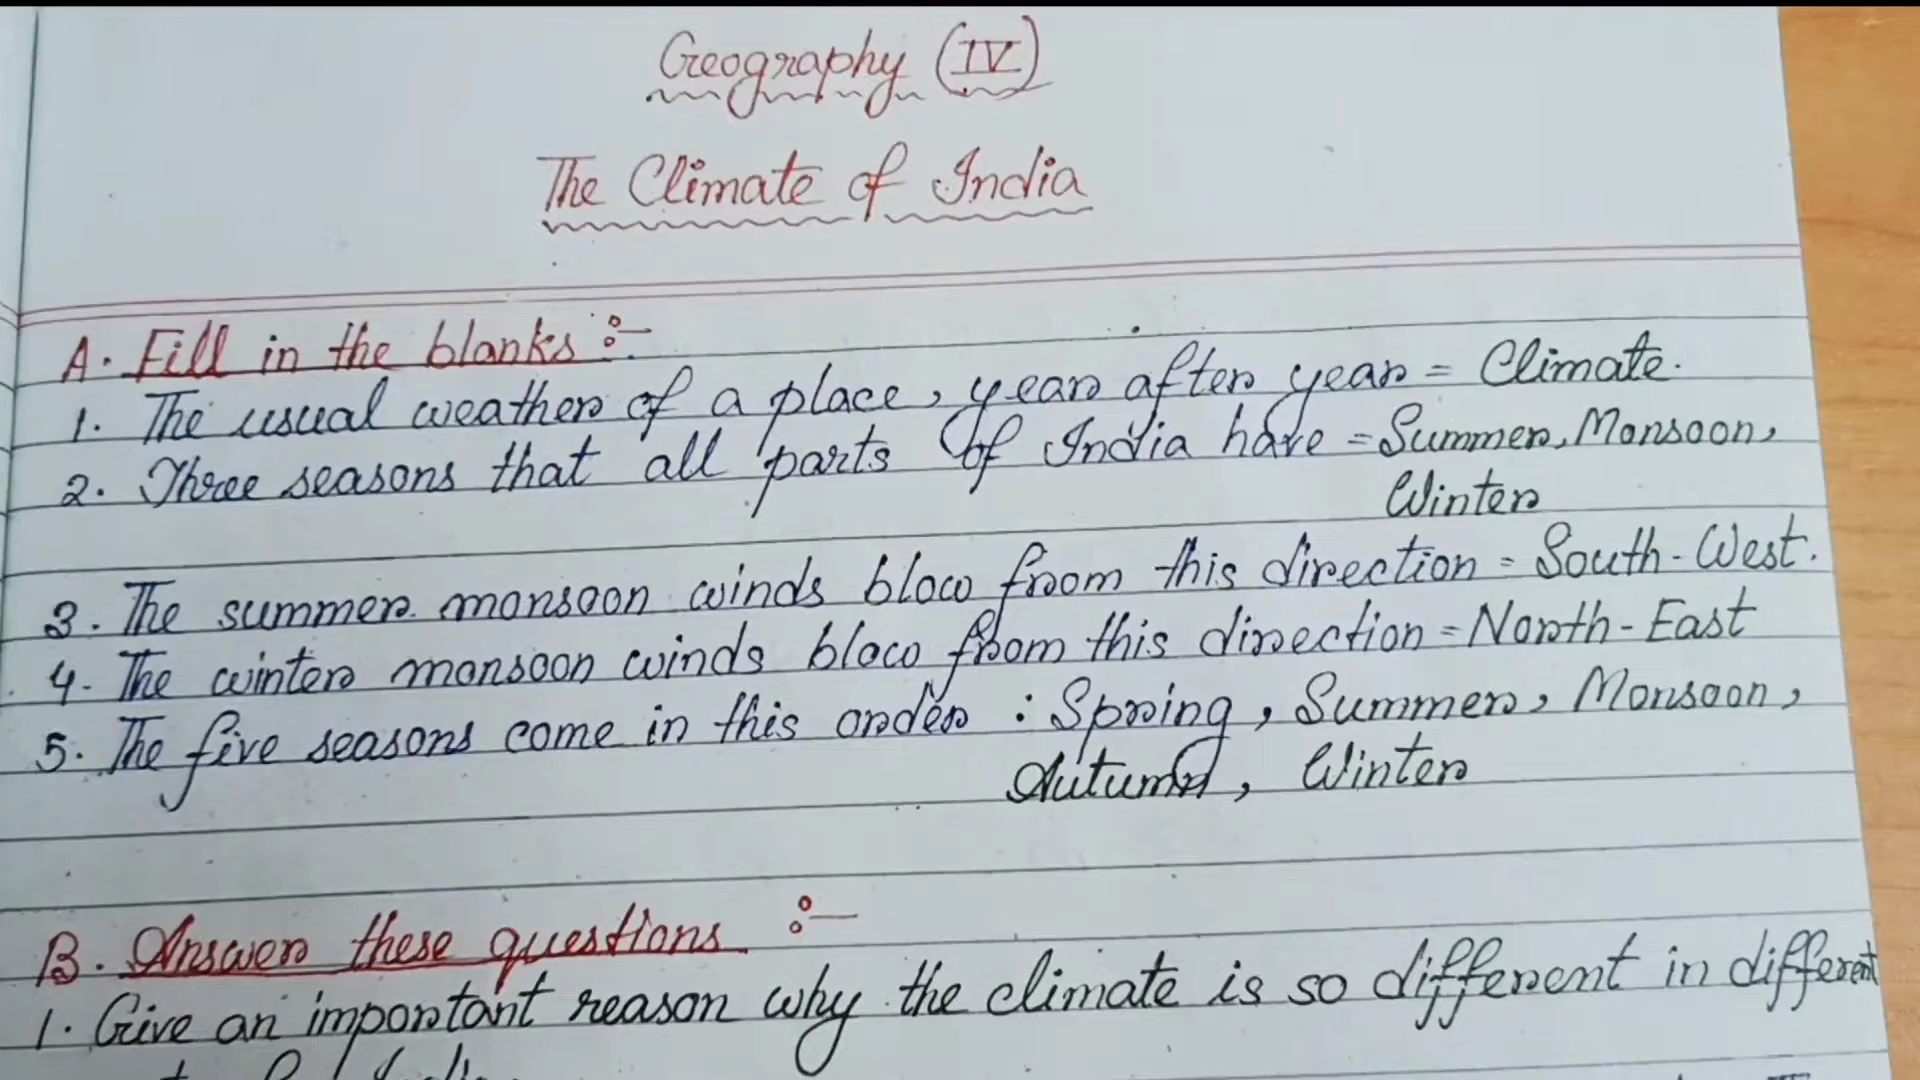 Geography (IV)
The Climate of India
A. Fill in the blanks :-
1. The usual weather of a place, year after year = Climate.
2. Three seasons that all parts of India have = Summer, Monsoon,
Winter
3. The summer monsoon winds blow from this direction = South-West.
4. The winter monsoon winds blow from this direction = North-East
5. The five seasons come in this order : Spring, Summer, Monsoon,
Autumn, Winter
B. Answer these questions :-
1. Give an important reason why the climate is so different in different